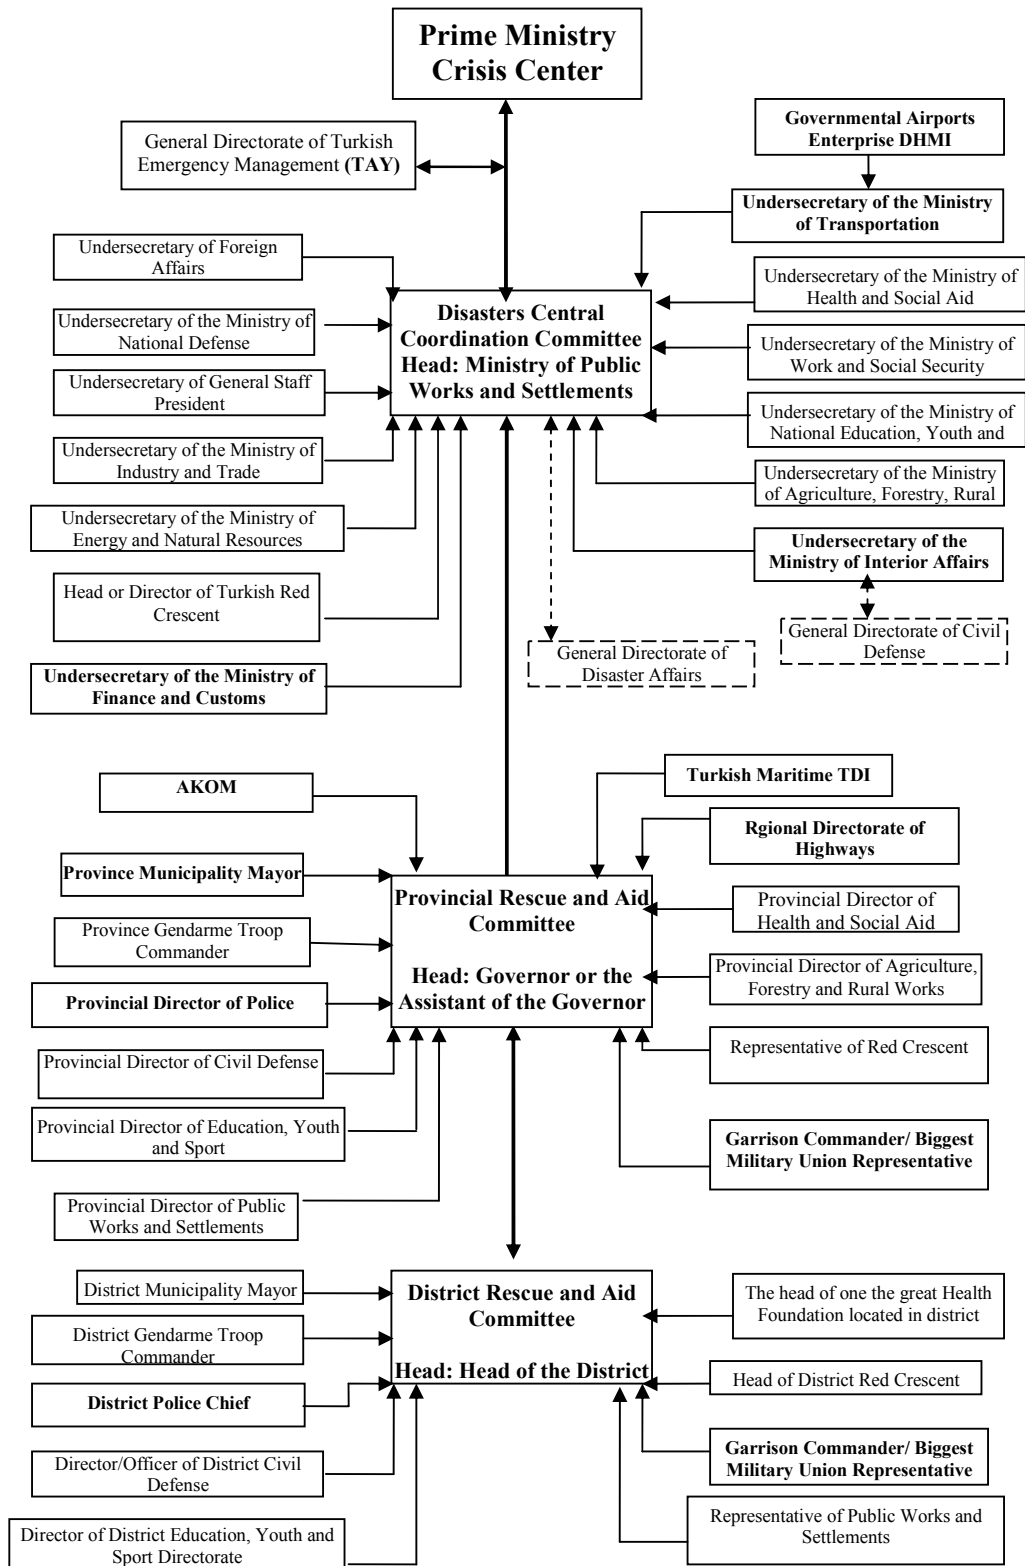 Prime Ministry
Crisis Center
General Directorate of Turkish
Emergency Management (TAY)
Governmental Airports
Enterprise DHMI
Undersecretary of the Ministry
of Transportation
Undersecretary of Foreign
Affairs
Undersecretary of the Ministry of
National Defense
Undersecretary of General Staff
President
Undersecretary of the Ministry of
Industry and Trade
Undersecretary of the Ministry of
Energy and Natural Resources
Head or Director of Turkish Red
Crescent
Undersecretary of the Ministry of
Finance and Customs
Disasters Central
Coordination Committee
Head: Ministry of Public
Works and Settlements
Undersecretary of the Ministry of
Health and Social Aid
Undersecretary of the Ministry of
Work and Social Security
Undersecretary of the Ministry of
National Education, Youth and
Undersecretary of the Ministry
of Agriculture, Forestry, Rural
Undersecretary of the
Ministry of Interior Affairs
General Directorate of Civil
Defense
General Directorate of
Disaster Affairs
AKOM
Province Municipality Mayor
Province Gendarme Troop
Commander
Provincial Director of Police
Provincial Director of Civil Defense
Provincial Director of Education, Youth
and Sport
Provincial Director of Public
Works and Settlements
Provincial Rescue and Aid
Committee
Head: Governor or the
Assistant of the Governor
Turkish Maritime TDI
Rgional Directorate of
Highways
Provincial Director of
Health and Social Aid
Provincial Director of Agriculture,
Forestry and Rural Works
Representative of Red Crescent
Garrison Commander/ Biggest
Military Union Representative
District Municipality Mayor
District Gendarme Troop
Commander
District Police Chief
Director/Officer of District Civil
Defense
Director of District Education, Youth and
Sport Directorate
District Rescue and Aid
Committee
Head: Head of the District
The head of one the great Health
Foundation located in district
Head of District Red Crescent
Garrison Commander/ Biggest
Military Union Representative
Representative of Public Works and
Settlements